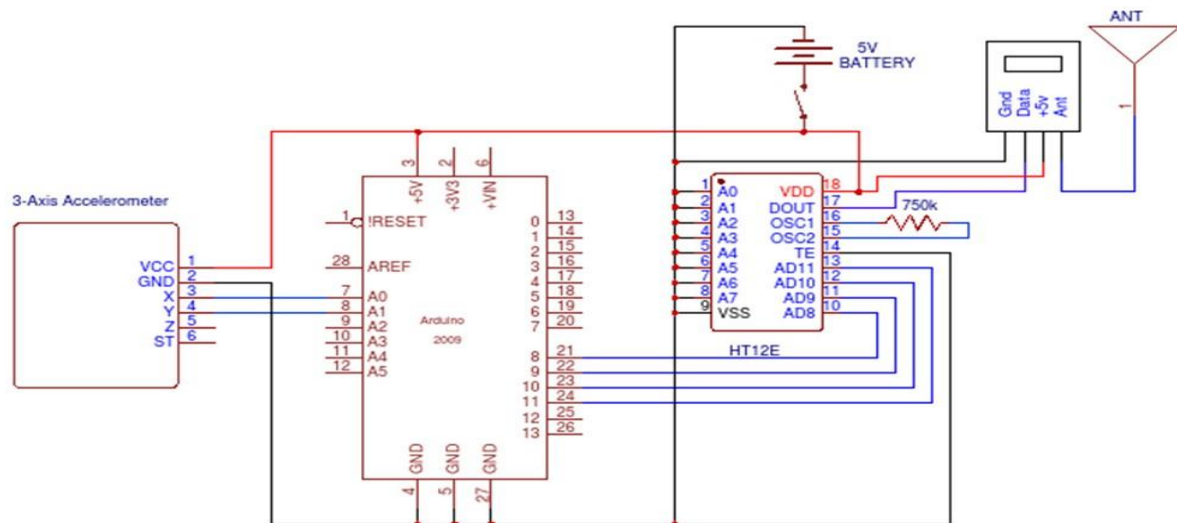 ANT
5V
BATTERY
Gnd
Data
+5v
Ant
1
3-Axis Accelerometer
VCC 1
GND 2
X 3
Y 4
Z 5
ST 6
3 2 6
+5V +3V3 +VIN
1 !RESET
28 AREF
7 A0
8 A1
9 A2
10 A3
11 A4
12 A5
Arduino
2009
0 13
1 14
2 15
3 16
4 17
5 18
6 19
7 20
8 21
9 22
10 23
11 24
12 25
13 26
GND GND GND
4 5 27
1 A0 VDD 18
2 A1 DOUT 17
3 A2 OSC1 16
4 A3 OSC2 15
5 A4 TE 14
6 A5 AD11 13
7 A6 AD10 12
8 A7 AD9 11
9 VSS AD8 10
750k
HT12E